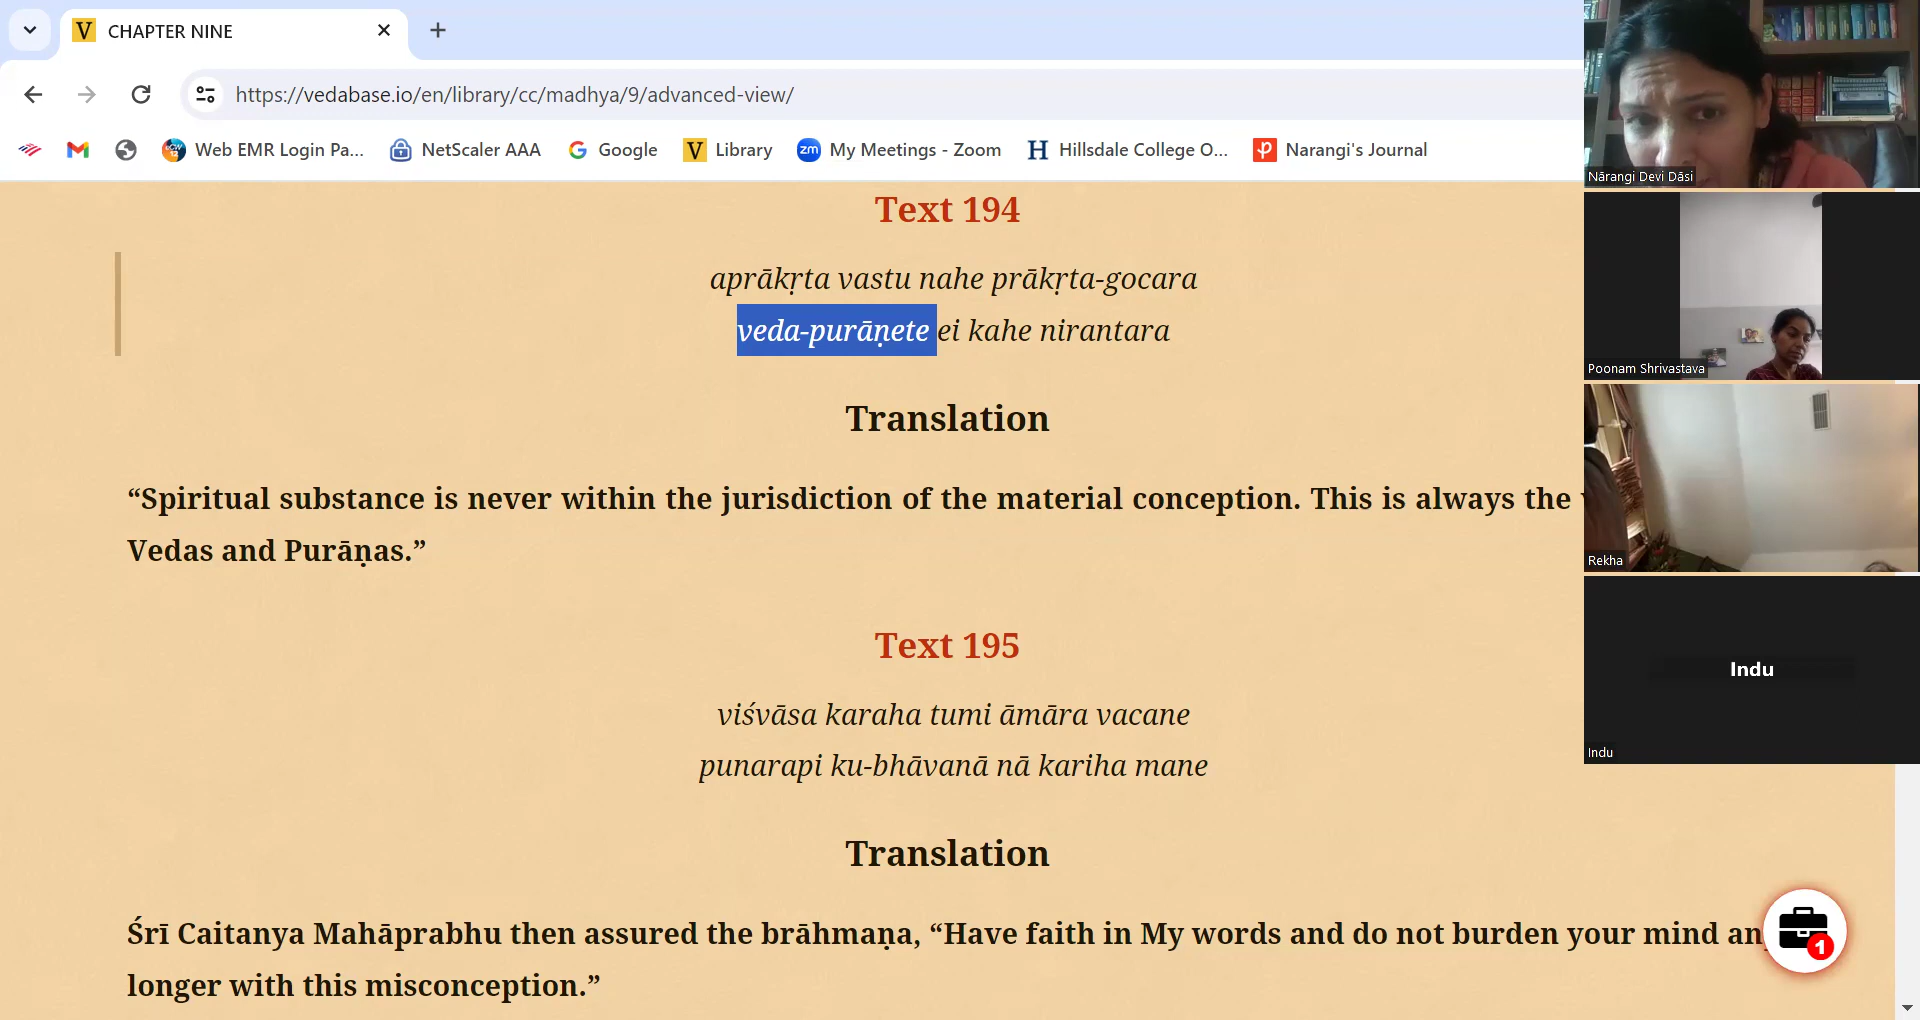 CHAPTER NINE
https://vedabase.io/en/library/cc/madhya/9/advanced-view/
Web EMR Login Pa... NetScaler AAA Google Library My Meetings - Zoom Hillsdale College O... Narangi's Journal
Text 194
aprākṛta vastu nahe prākṛta-gocara
veda-purāṇete ei kahe nirantara
Translation
“Spiritual substance is never within the jurisdiction of the material conception. This is always the
Vedas and Purāṇas.”
Text 195
viśvāsa karaha tumi āmāra vacane
punarapi ku-bhāvanā nā kariha mane
Translation
Śrī Caitanya Mahāprabhu then assured the brāhmaṇa, “Have faith in My words and do not burden your mind
longer with this misconception.”
1
Nārangi Devi Dāsi
Poonam Shrivastava
Rekha
Indu
Indu